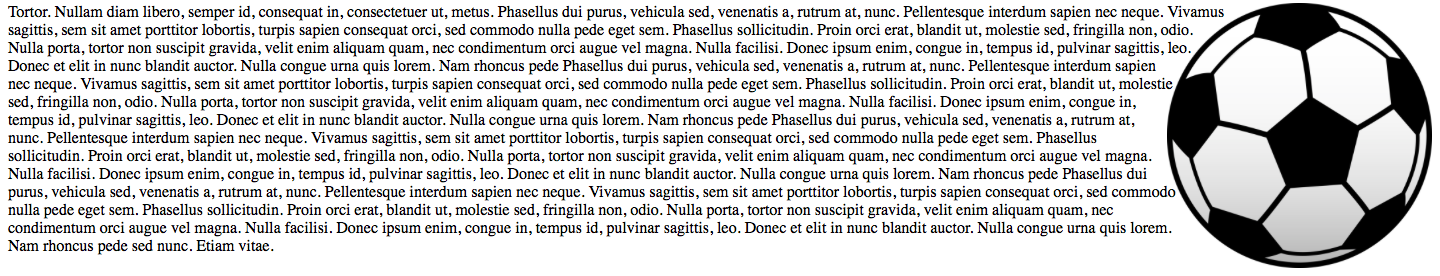 Tortor. Nullam diam libero, semper id, consequat in, consectetuer ut, metus. Phasellus dui purus, vehicula sed, venenatis a, rutrum at, nunc. Pellentesque interdum sapien nec neque. Vivamus
sagittis, sem sit amet porttitor lobortis, turpis sapien consequat orci, sed commodo nulla pede eget sem. Phasellus sollicitudin. Proin orci erat, blandit ut, molestie sed, fringilla non, odio.
Nulla porta, tortor non suscipit gravida, velit enim aliquam quam, nec condimentum orci augue vel magna. Nulla facilisi. Donec ipsum enim, congue in, tempus id, pulvinar sagittis, leo.
Donec et elit in nunc blandit auctor. Nulla congue urna quis lorem. Nam rhoncus pede Phasellus dui purus, vehicula sed, venenatis a, rutrum at, nunc. Pellentesque interdum sapien
nec neque. Vivamus sagittis, sem sit amet porttitor lobortis, turpis sapien consequat orci, sed commodo nulla pede eget sem. Phasellus sollicitudin. Proin orci erat, blandit ut, molestie
sed, fringilla non, odio. Nulla porta, tortor non suscipit gravida, velit enim aliquam quam, nec condimentum orci augue vel magna. Nulla facilisi. Donec ipsum enim, congue in,
tempus id, pulvinar sagittis, leo. Donec et elit in nunc blandit auctor. Nulla congue urna quis lorem. Nam rhoncus pede Phasellus dui purus, vehicula sed, venenatis a, rutrum at,
nunc. Pellentesque interdum sapien nec neque. Vivamus sagittis, sem sit amet porttitor lobortis, turpis sapien consequat orci, sed commodo nulla pede eget sem. Phasellus
sollicitudin. Proin orci erat, blandit ut, molestie sed, fringilla non, odio. Nulla porta, tortor non suscipit gravida, velit enim aliquam quam, nec condimentum orci augue vel magna.
Nulla facilisi. Donec ipsum enim, congue in, tempus id, pulvinar sagittis, leo. Donec et elit in nunc blandit auctor. Nulla congue urna quis lorem. Nam rhoncus pede Phasellus dui
purus, vehicula sed, venenatis a, rutrum at, nunc. Pellentesque interdum sapien nec neque. Vivamus sagittis, sem sit amet porttitor lobortis, turpis sapien consequat orci, sed commodo
nulla pede eget sem. Phasellus sollicitudin. Proin orci erat, blandit ut, molestie sed, fringilla non, odio. Nulla porta, tortor non suscipit gravida, velit enim aliquam quam, nec
condimentum orci augue vel magna. Nulla facilisi. Donec ipsum enim, congue in, tempus id, pulvinar sagittis, leo. Donec et elit in nunc blandit auctor. Nulla congue urna quis lorem.
Nam rhoncus pede sed nunc. Etiam vitae.